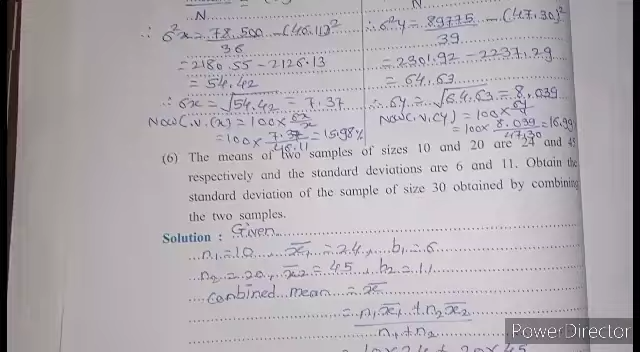 N
N
∴ σ²x = 78,500/36 - (46.11)²
= 2180.55 - 2126.13
= 54.42
∴ σx = √54.42 = 7.37
Now C.V.(x) = 100 × σx/x̄
= 100 × 7.37/46.11 = 15.98%
∴ σ²y = 89775/39 - (47.30)²
= 2301.92 - 2237.29
= 64.63
∴ σy = √64.63 = 8.039
Now C.V.(y) = 100 × σy/ȳ
= 100 × 8.039/47.30 = 16.99
(6) The means of two samples of sizes 10 and 20 are 24 and 45
respectively and the standard deviations are 6 and 11. Obtain the
standard deviation of the sample of size 30 obtained by combining
the two samples.
Solution : Given
n₁ = 10, x̄₁ = 24, σ₁ = 6
n₂ = 20, x̄₂ = 45, σ₂ = 11
Combined mean = x̄
= n₁x̄₁ + n₂x̄₂
n₁ + n₂
= 10×24 + 20×45
PowerDirector